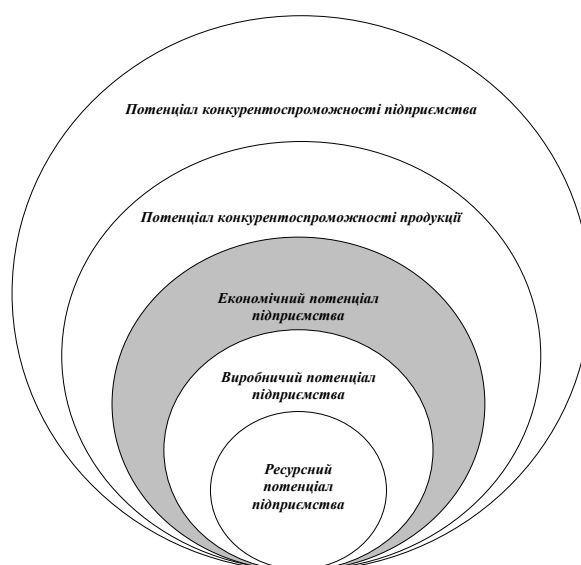 Потенціал конкурентоспроможності підприємства
Потенціал конкурентоспроможності продукції
Економічний потенціал
підприємства
Виробничий потенціал
підприємства
Ресурсний
потенціал
підприємства